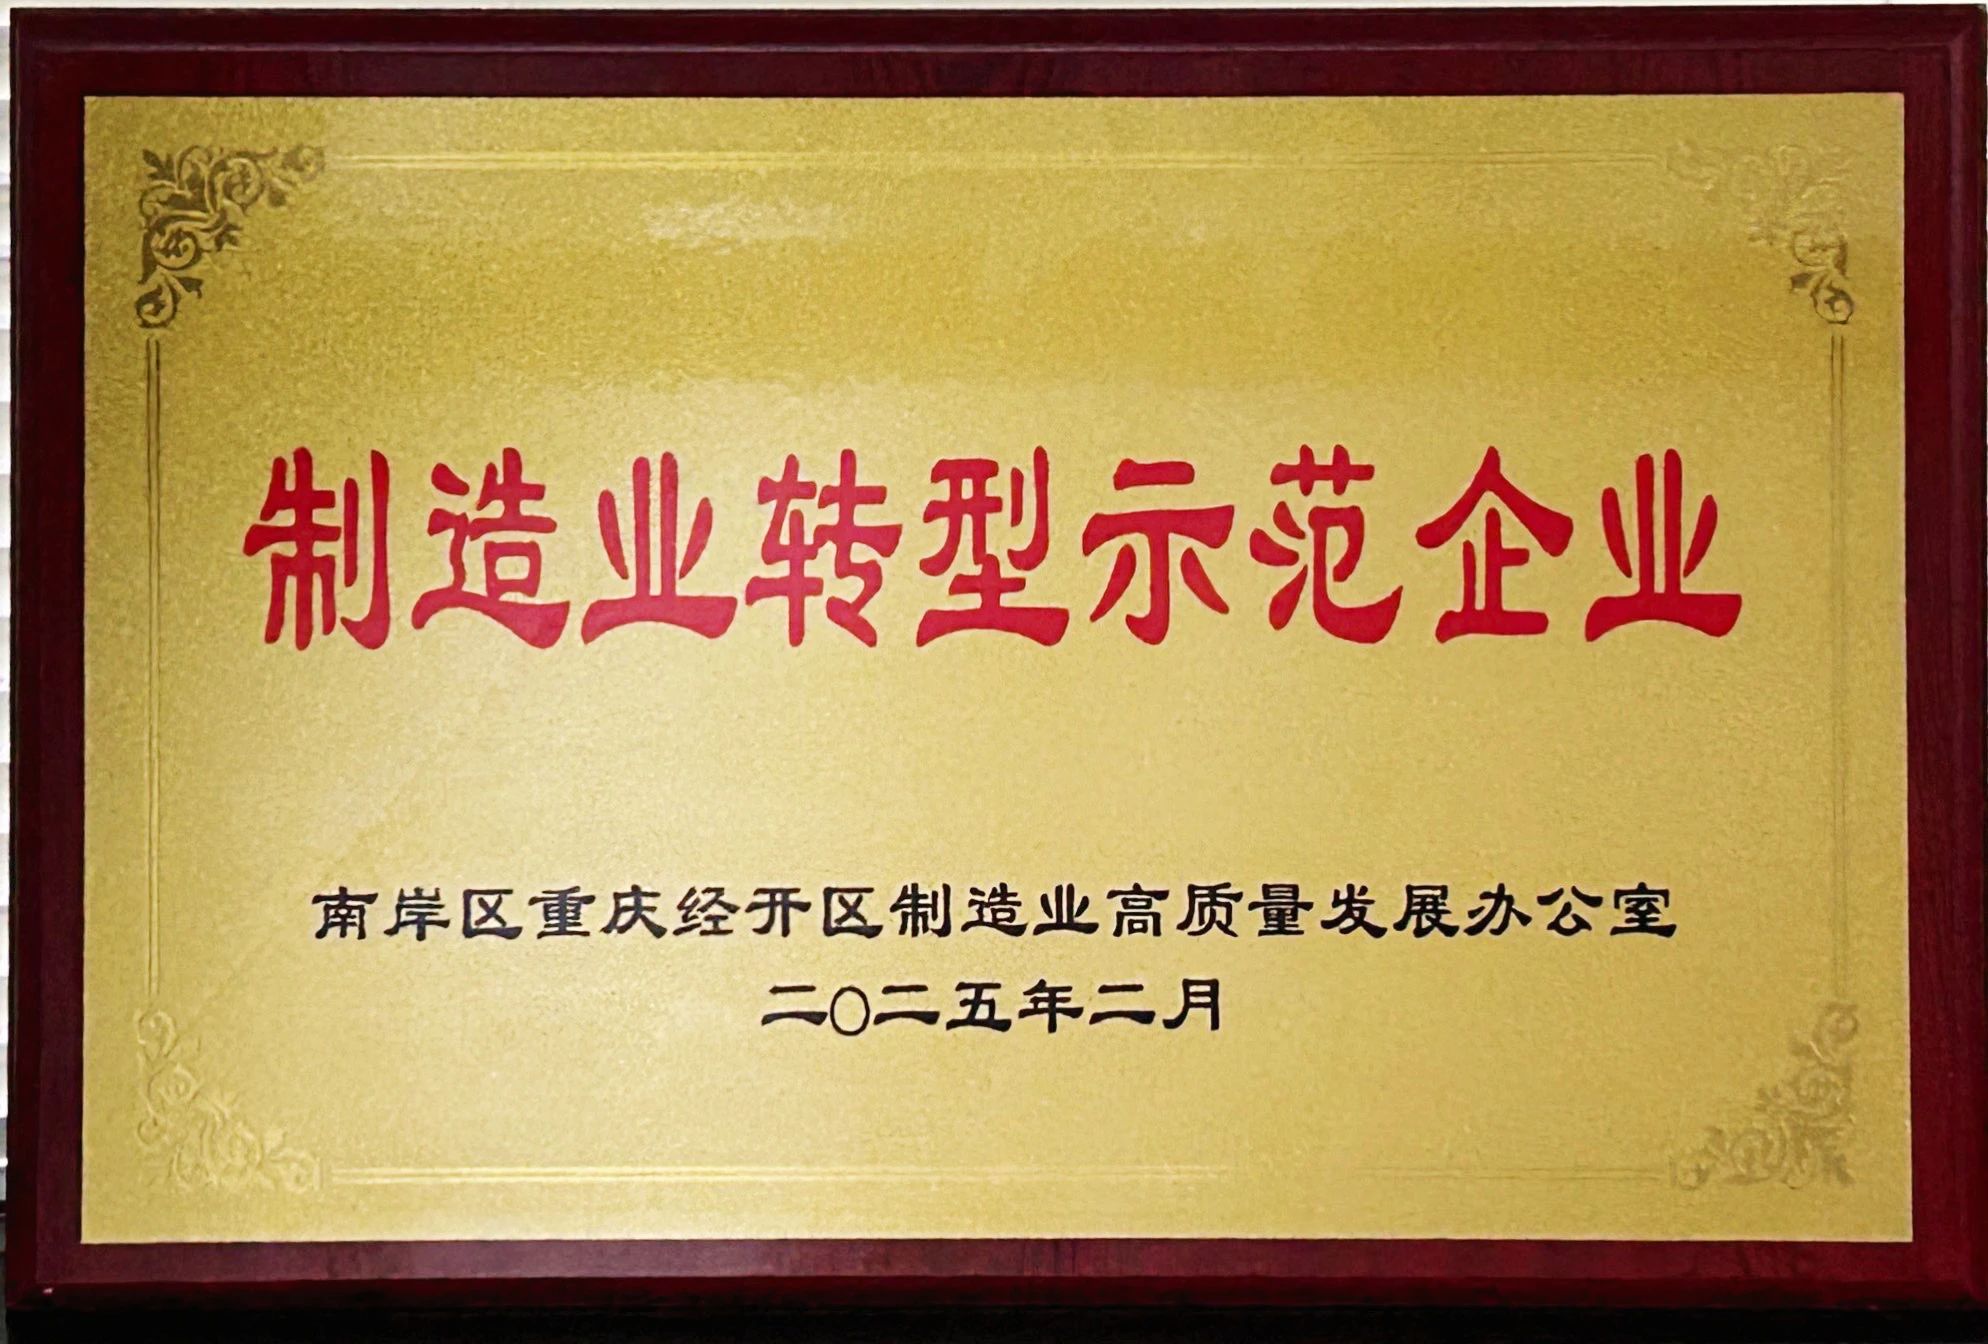 制造业转型示范企业
南岸区重庆经开区制造业高质量发展办公室
二〇二五年二月